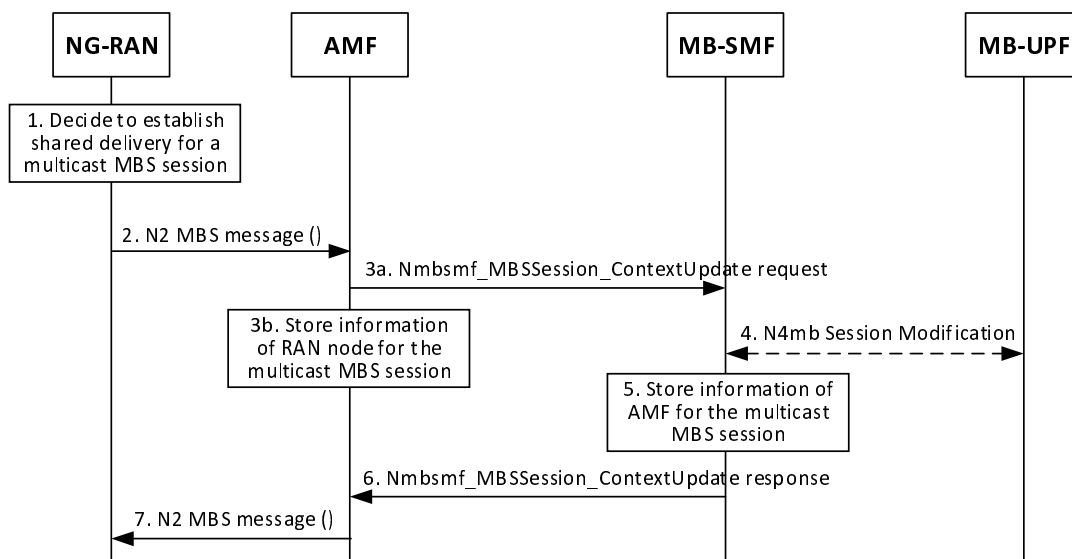 NG-RAN
AMF
MB-SMF
MB-UPF
1. Decide to establish
shared delivery for a
multicast MBS session
2. N2 MBS message ()
3a. Nmbsmf_MBSSession_ContextUpdate request
3b. Store information
of RAN node for the
multicast MBS session
4. N4mb Session Modification
5. Store information of
AMF for the multicast
MBS session
6. Nmbsmf_MBSSession_ContextUpdate response
7. N2 MBS message ()